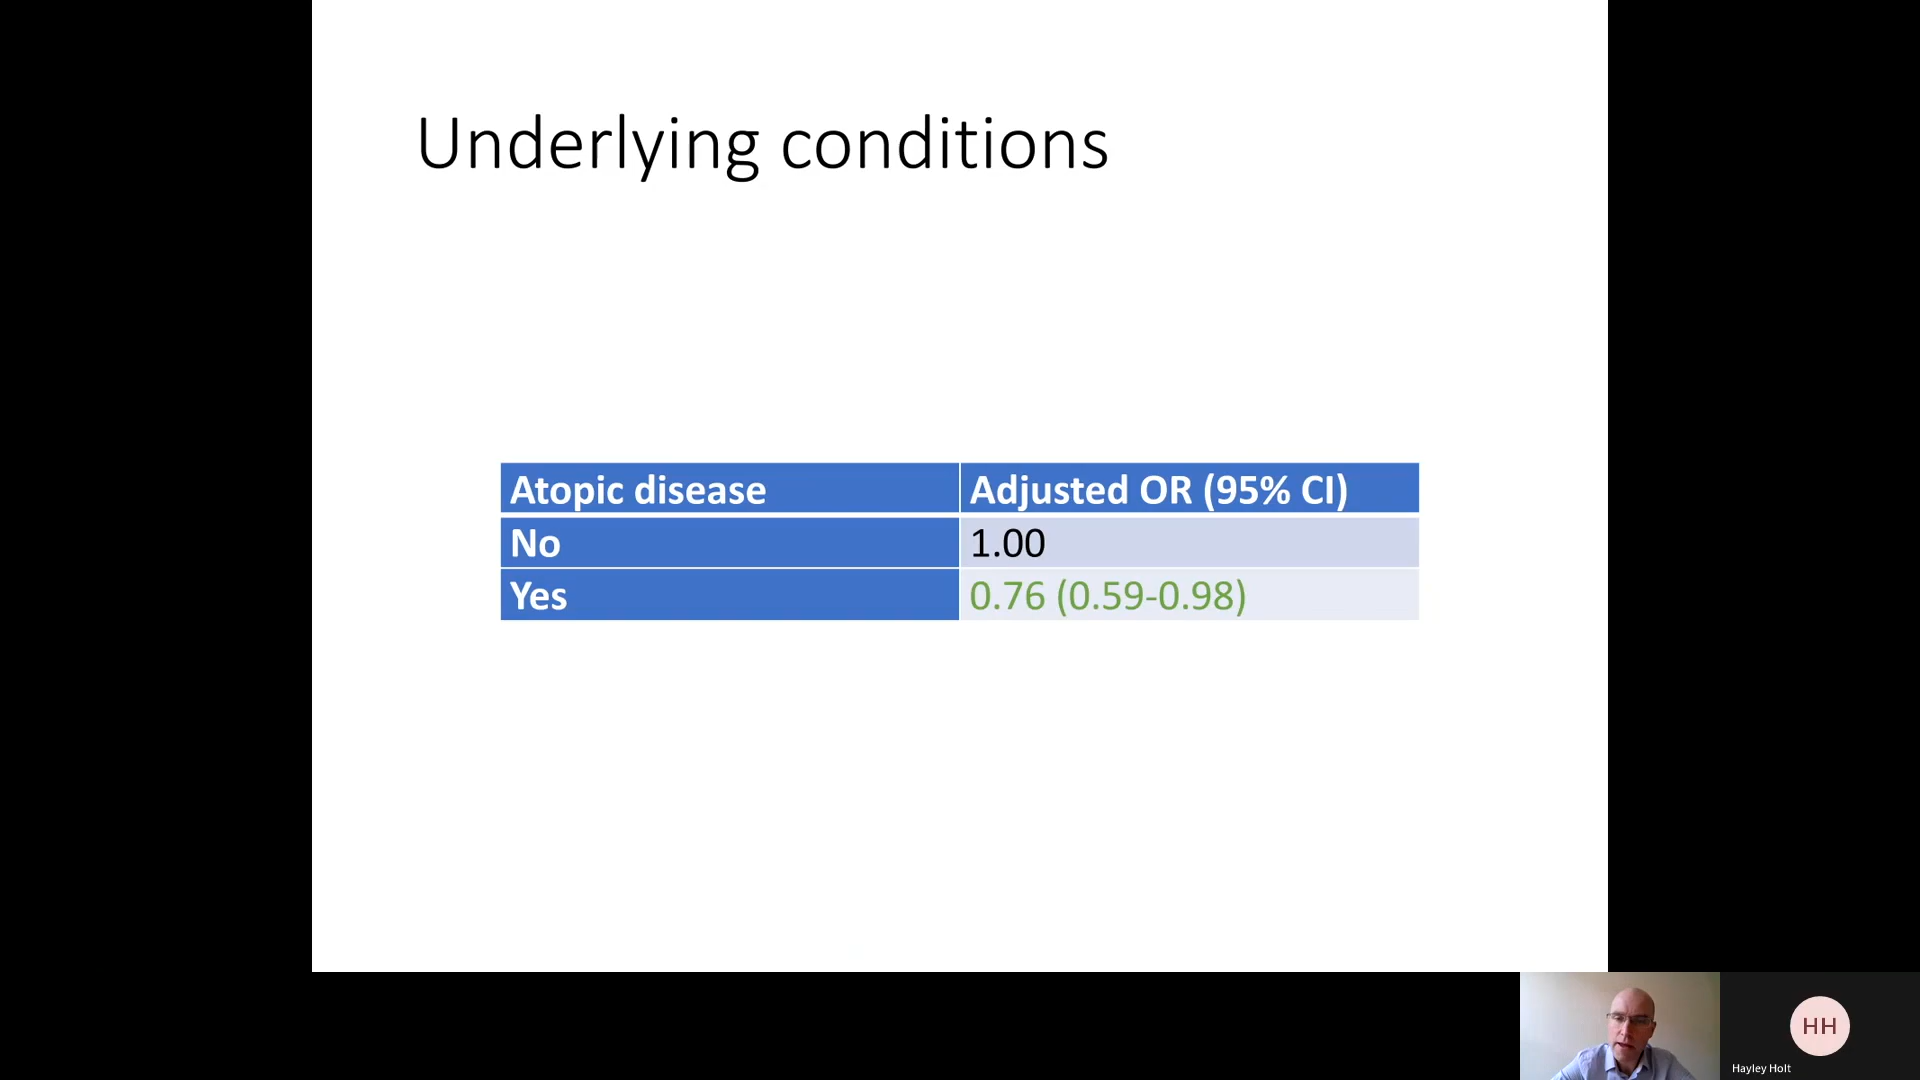 Underlying conditions
Atopic disease Adjusted OR (95% CI)
No 1.00
Yes 0.76 (0.59-0.98)
HH
Hayley Holt